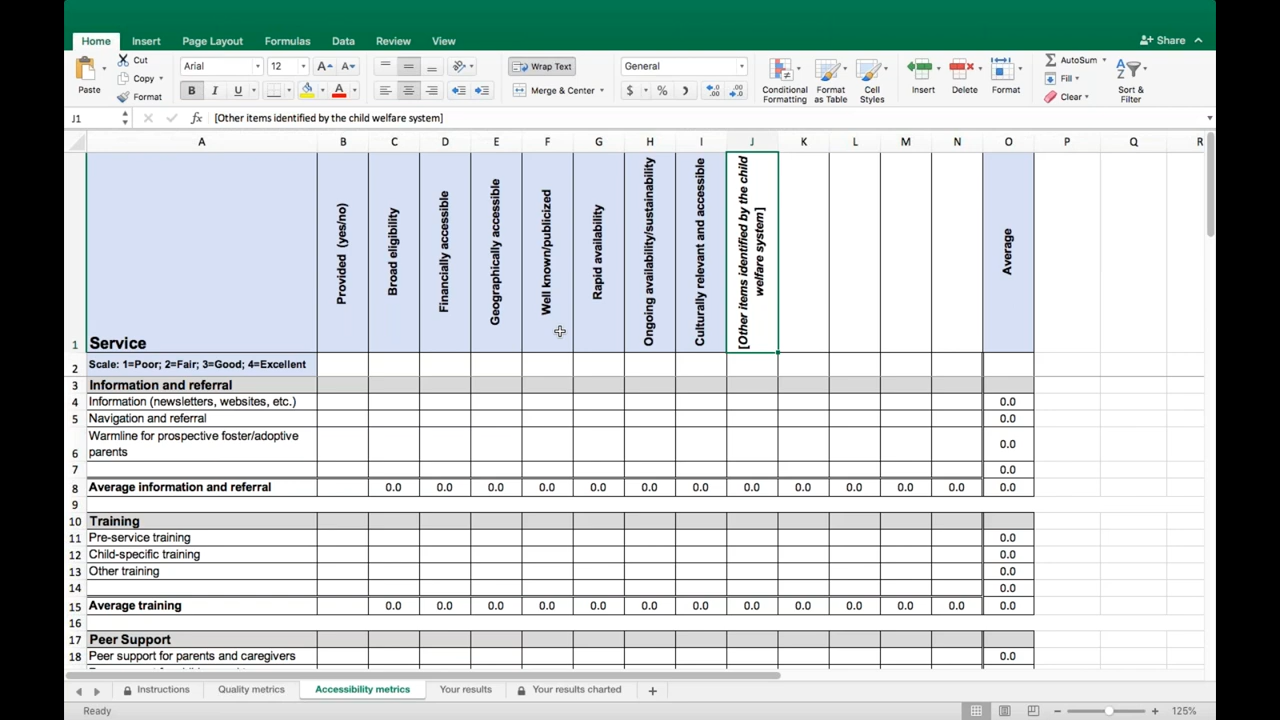 Home Insert Page Layout Formulas Data Review View Share
Paste Cut Copy Format
Arial 12 A A
B I U A
Wrap Text
Merge & Center
General
$ % )
Conditional Formatting
Format as Table
Cell Styles
Insert Delete Format
AutoSum
Fill
Clear
Sort & Filter
J1 fx [Other items identified by the child welfare system]
A B C D E F G H I J K L M N O P Q R
1 Service
Provided (yes/no)
Broad eligibility
Financially accessible
Geographically accessible
Well known/publicized
Rapid availability
Ongoing availability/sustainability
Culturally relevant and accessible
[Other items identified by the child
welfare system]
Average
2 Scale: 1=Poor; 2=Fair; 3=Good; 4=Excellent
3 Information and referral
4 Information (newsletters, websites, etc.) 0.0
5 Navigation and referral 0.0
Warmline for prospective foster/adoptive
6 parents 0.0
7 0.0
8 Average information and referral 0.0 0.0 0.0 0.0 0.0 0.0 0.0 0.0 0.0 0.0 0.0 0.0 0.0
9
10 Training
11 Pre-service training 0.0
12 Child-specific training 0.0
13 Other training 0.0
14 0.0
15 Average training 0.0 0.0 0.0 0.0 0.0 0.0 0.0 0.0 0.0 0.0 0.0 0.0 0.0
16
17 Peer Support
18 Peer support for parents and caregivers 0.0
Instructions Quality metrics Accessibility metrics Your results Your results charted +
Ready 125%